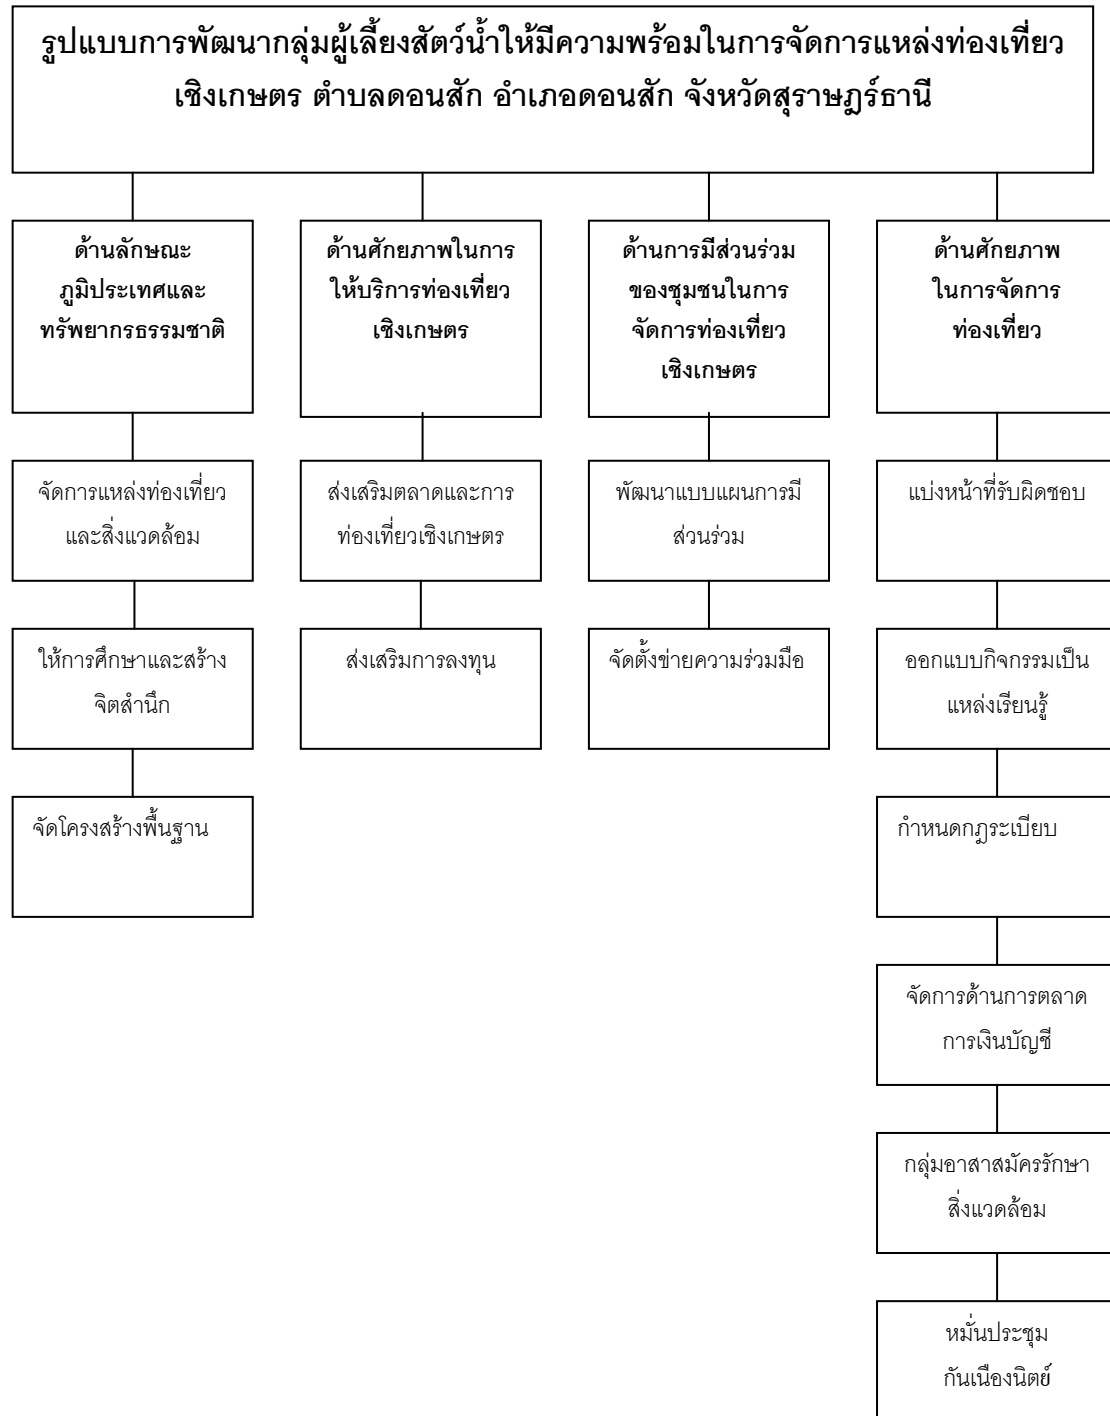 รูปแบบการพัฒนากลุ่มผู้เลี้ยงสัตว์น้ำให้มีความพร้อมในการจัดการแหล่งท่องเที่ยว
เชิงเกษตร ตำบลดอนสัก อำเภอดอนสัก จังหวัดสุราษฎร์ธานี
ด้านลักษณะ
ภูมิประเทศและ
ทรัพยากรธรรมชาติ
ด้านศักยภาพในการ
ให้บริการท่องเที่ยว
เชิงเกษตร
ด้านการมีส่วนร่วม
ของชุมชนในการ
จัดการท่องเที่ยว
เชิงเกษตร
ด้านศักยภาพ
ในการจัดการ
ท่องเที่ยว
จัดการแหล่งท่องเที่ยว
และสิ่งแวดล้อม
ส่งเสริมตลาดและการ
ท่องเที่ยวเชิงเกษตร
พัฒนาแบบแผนการมี
ส่วนร่วม
แบ่งหน้าที่รับผิดชอบ
ให้การศึกษาและสร้าง
จิตสำนึก
ส่งเสริมการลงทุน
จัดตั้งข่ายความร่วมมือ
ออกแบบกิจกรรมเป็น
แหล่งเรียนรู้
จัดโครงสร้างพื้นฐาน
กำหนดกฎระเบียบ
จัดการด้านการตลาด
การเงินบัญชี
กลุ่มอาสาสมัครรักษา
สิ่งแวดล้อม
หมั่นประชุม
กันเนืองนิตย์